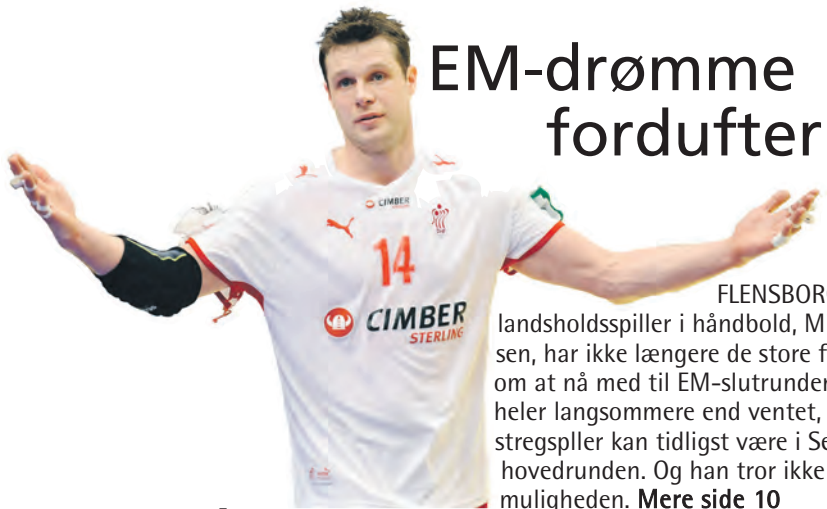 EM-drømme
fordufter
CIMBER
STERLING
14
CIMBER
STERLING
FLENSBOR
landsholdsspiller i håndbold, M
sen, har ikke længere de store f
om at nå med til EM-slutrunder
heler langsommere end ventet,
stregspller kan tidligst være i Se
hovedrunden. Og han tror ikke
muligheden. Mere side 10